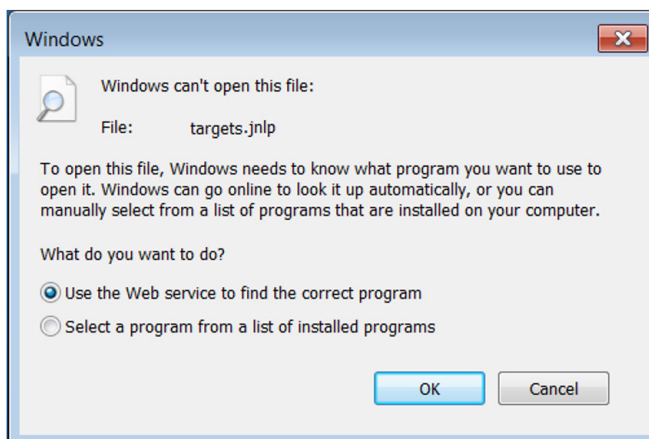 Windows
Windows can't open this file:
File: targets.jnlp
To open this file, Windows needs to know what program you want to use to
open it. Windows can go online to look it up automatically, or you can
manually select from a list of programs that are installed on your computer.
What do you want to do?
Use the Web service to find the correct program
Select a program from a list of installed programs
OK Cancel